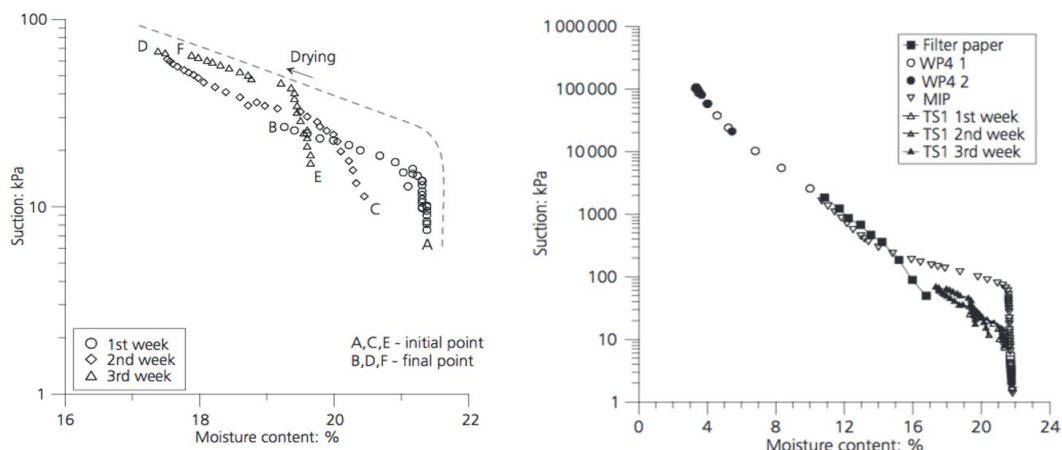 100
10
1
Suction: kPa
16
18
20
22
Moisture content: %
D
F
Drying
B
E
C
A
1st week
2nd week
3rd week
A,C,E - initial point
B,D,F - final point
1 000 000
100 000
10 000
1000
100
10
1
Suction: kPa
0
4
8
12
16
20
24
Moisture content: %
Filter paper
WP4 1
WP4 2
MIP
TS1 1st week
TS1 2nd week
TS1 3rd week